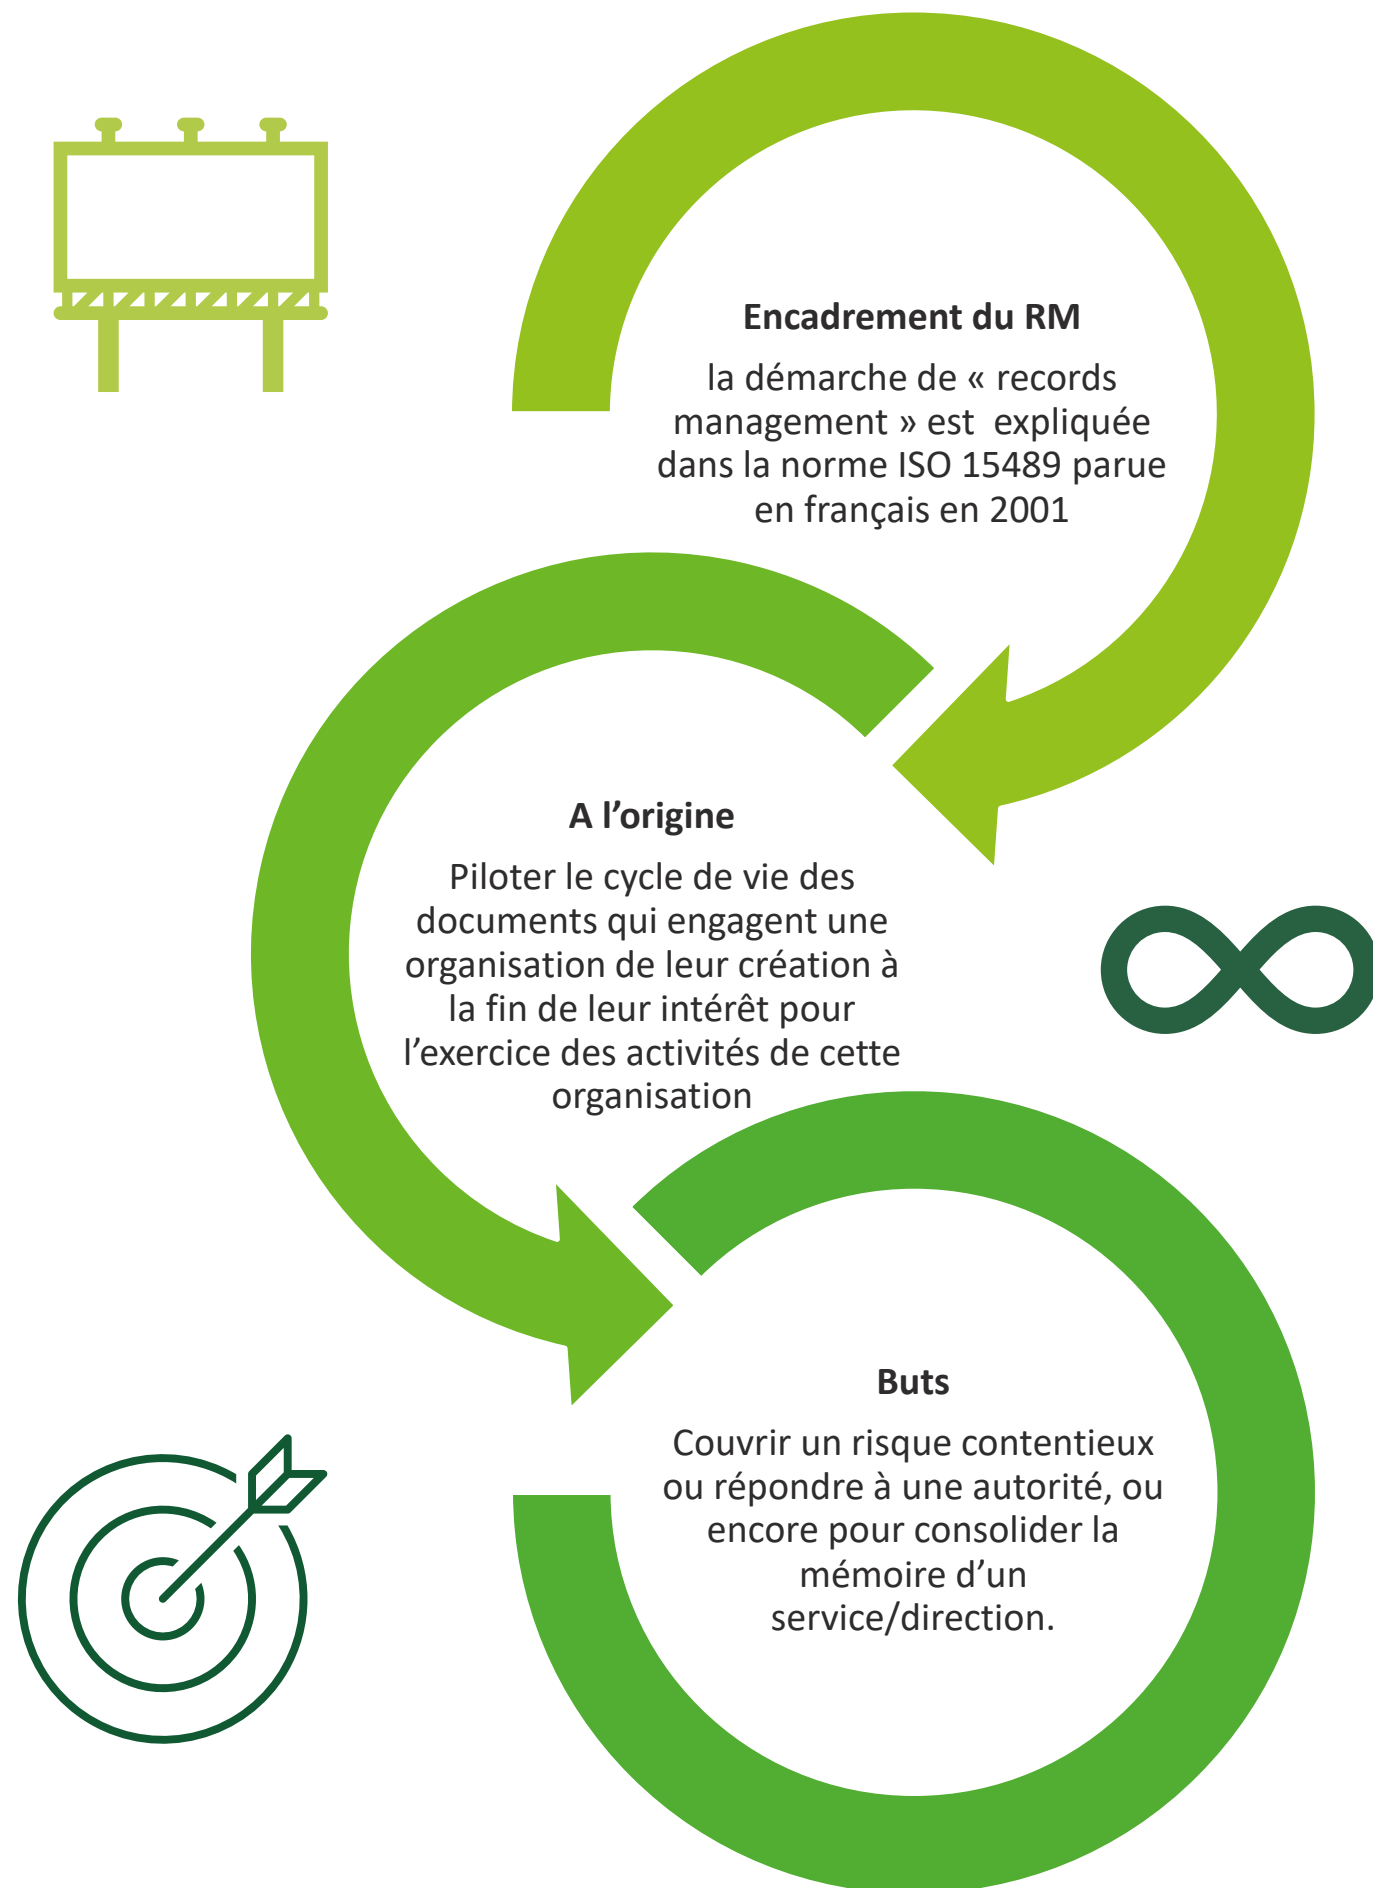 Encadrement du RM
la démarche de « records
management » est  expliquée
dans la norme ISO 15489 parue
en français en 2001
A l’origine
Piloter le cycle de vie des
documents qui engagent une
organisation de leur création à
la fin de leur intérêt pour
l’exercice des activités de cette
organisation
Buts
Couvrir un risque contentieux
ou répondre à une autorité, ou
encore pour consolider la
mémoire d’un
service/direction.